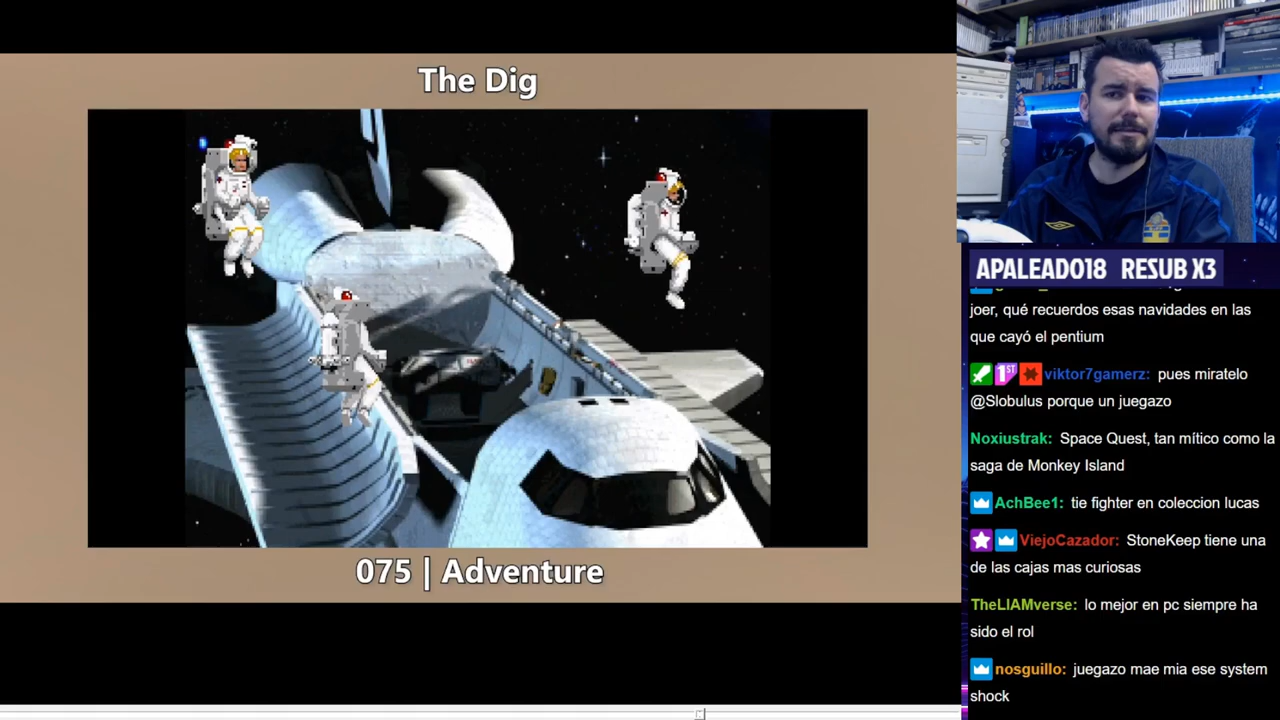 The Dig
075 | Adventure
APALEADO18 RESUB X3
joer, qué recuerdos esas navidades en las
que cayó el pentium
viktor7gamerz: pues miratelo
@Slobulus porque un juegazo
Noxiustrak: Space Quest, tan mítico como la
saga de Monkey Island
AchBee1: tie fighter en coleccion lucas
ViejoCazador: StoneKeep tiene una
de las cajas mas curiosas
TheLIAMverse: lo mejor en pc siempre ha
sido el rol
nosguillo: juegazo mae mia ese system
shock